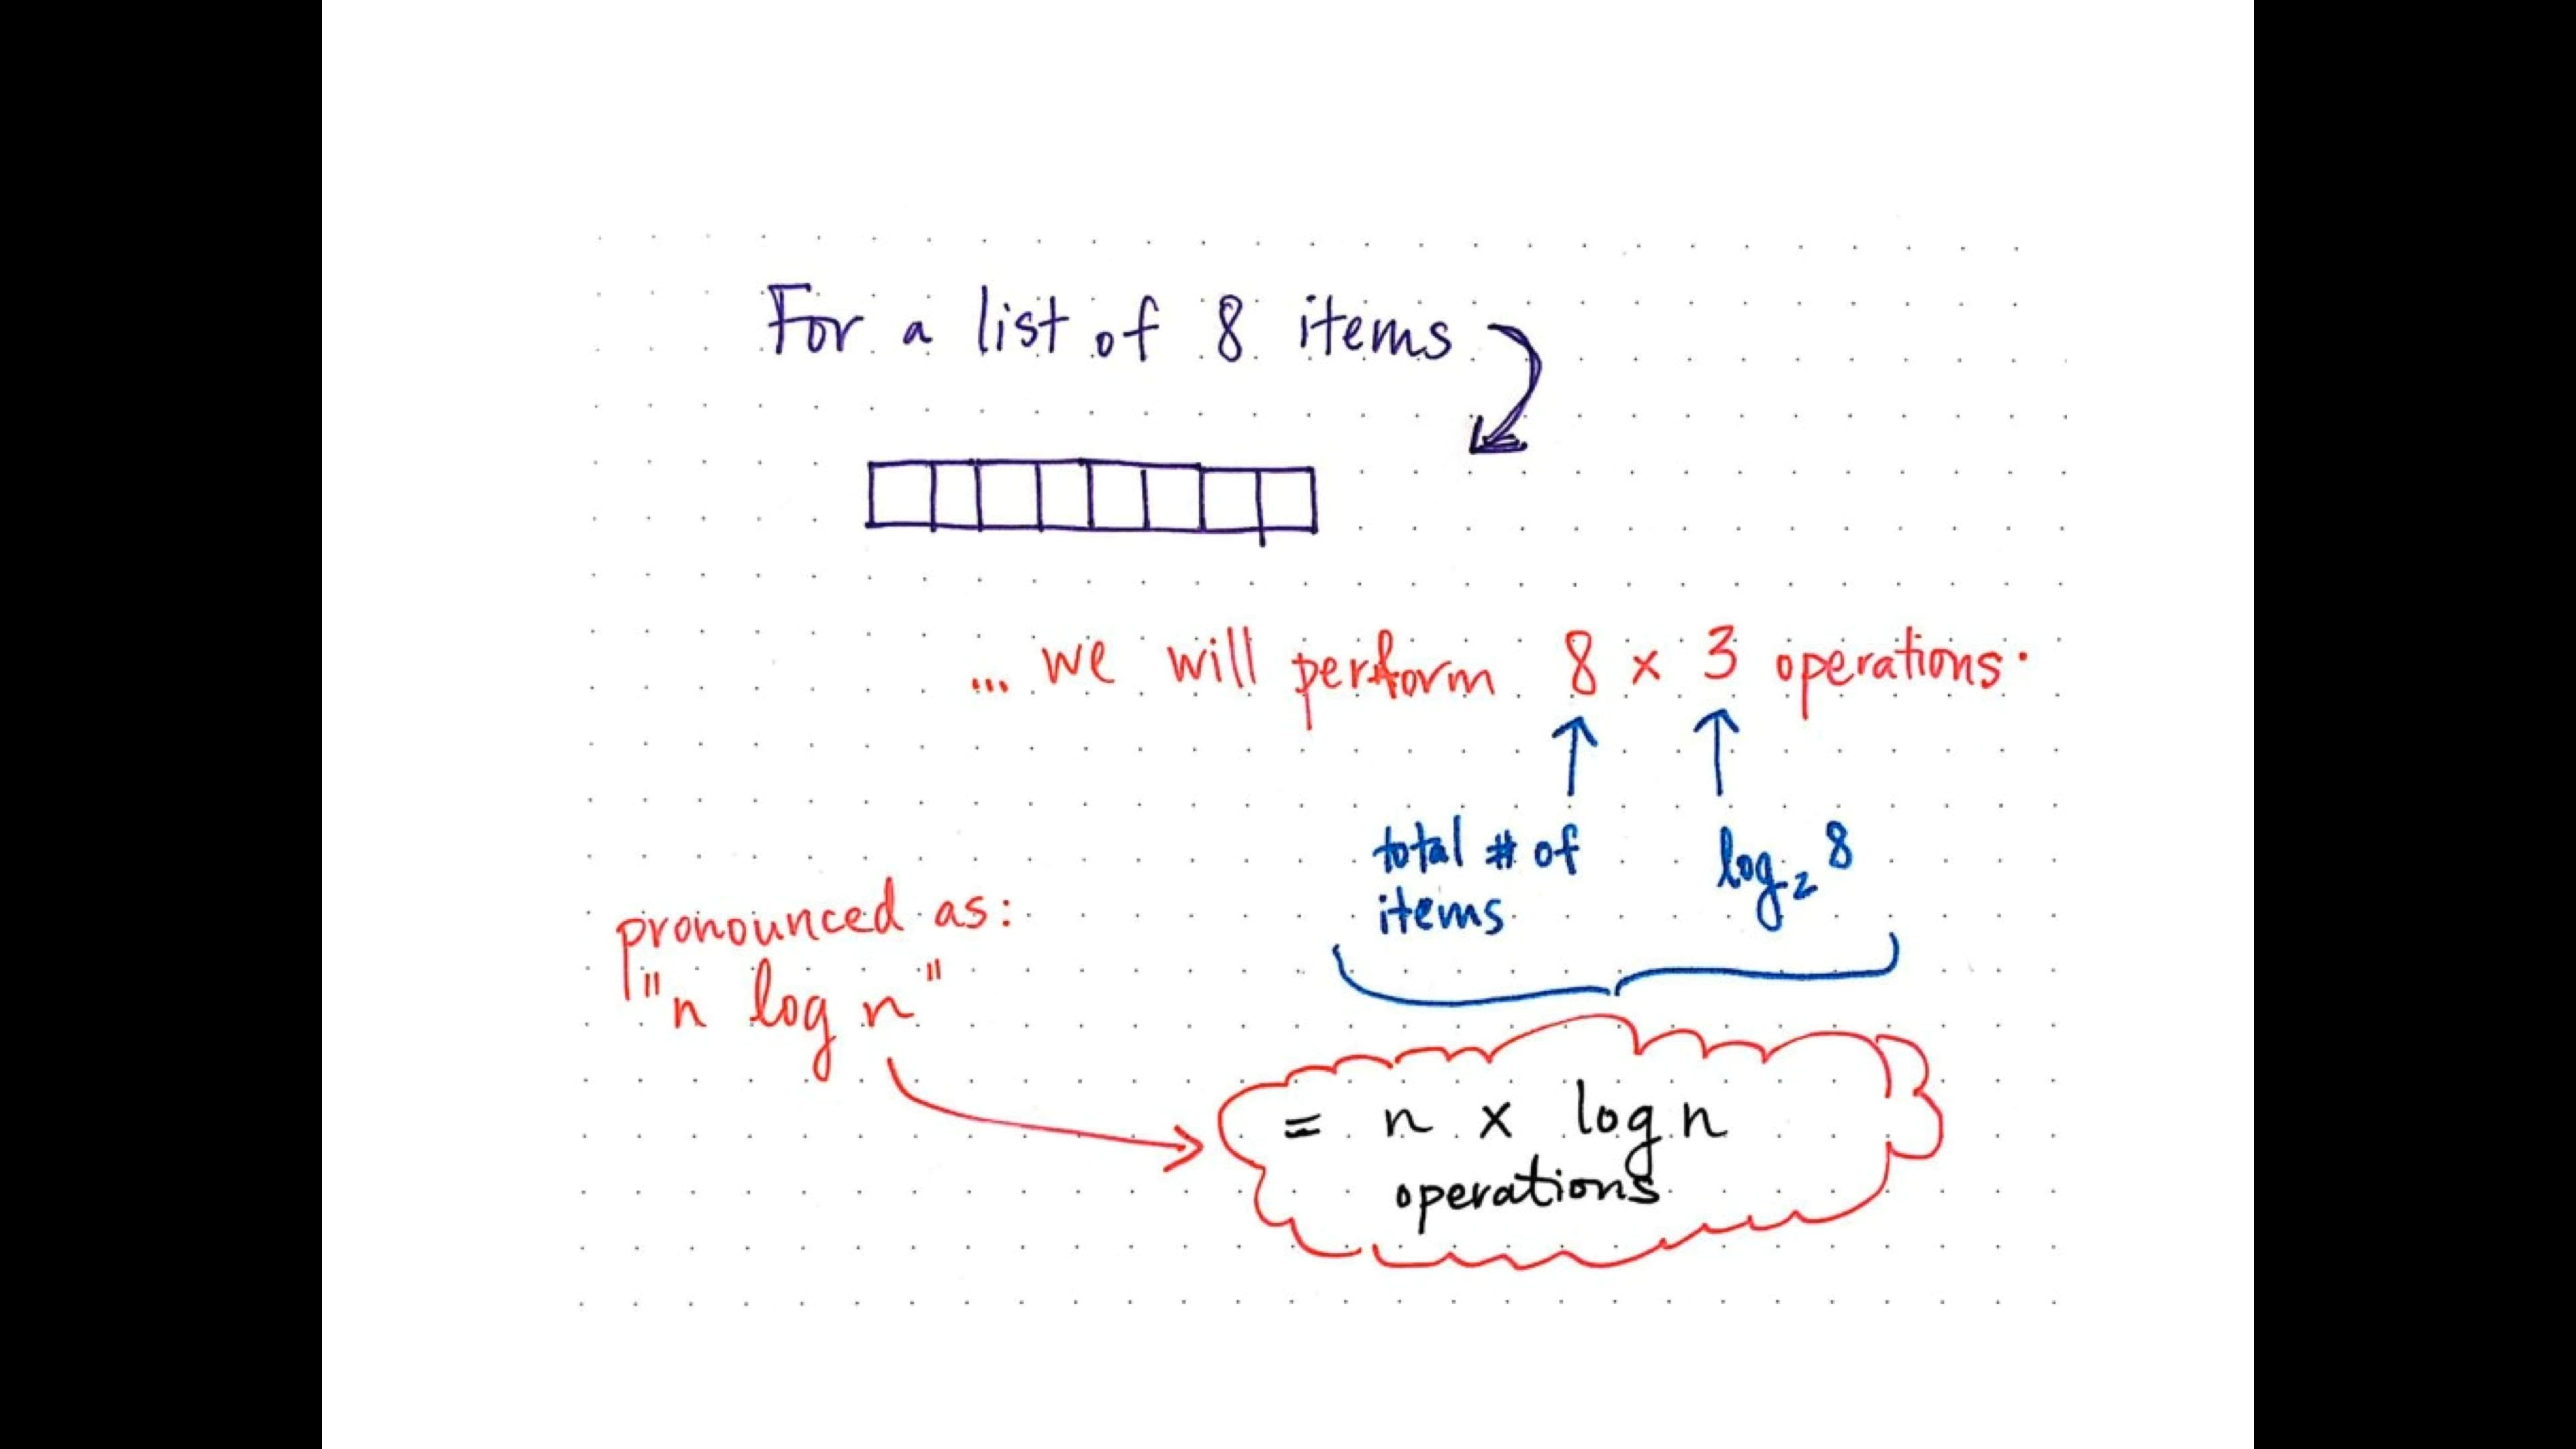 For a list of 8 items
... we will perform 8 x 3 operations.
total # of
items
log₂ 8
pronounced as:
"n log n"
= n x log n
operations